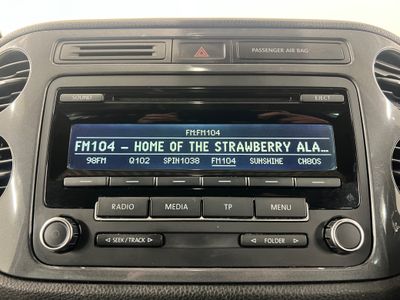 PASSENGER AIR BAG
SOUND
EJECT
FM:FM104
FM104 – HOME OF THE STRAWBERRY ALA...
98FM Q102 SPIN1038 FM104 SUNSHINE CH80S
RADIO MEDIA TP MENU
SEEK/TRACK FOLDER